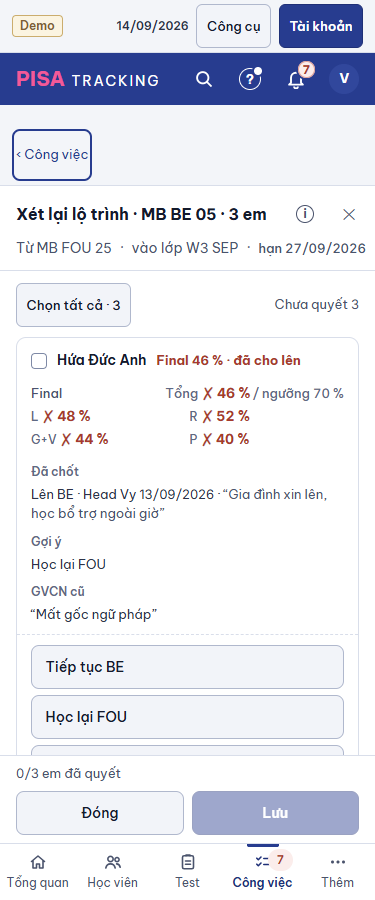 Demo 14/09/2026 Công cụ Tài khoản
PISA TRACKING ? 7 V
‹ Công việc
Xét lại lộ trình · MB BE 05 · 3 em i ×
Từ MB FOU 25 · vào lớp W3 SEP · hạn 27/09/2026
Chọn tất cả · 3 Chưa quyết 3
Hứa Đức Anh Final 46 % · đã cho lên
Final Tổng ✗ 46 % / ngưỡng 70 %
L ✗ 48 % R ✗ 52 %
G+V ✗ 44 % P ✗ 40 %
Đã chốt
Lên BE · Head Vy 13/09/2026 · “Gia đình xin lên,
học bổ trợ ngoài giờ”
Gợi ý
Học lại FOU
GVCN cũ
“Mất gốc ngữ pháp”
Tiếp tục BE
Học lại FOU
0/3 em đã quyết
Đóng Lưu
Tổng quan Học viên Test Công việc 7 Thêm